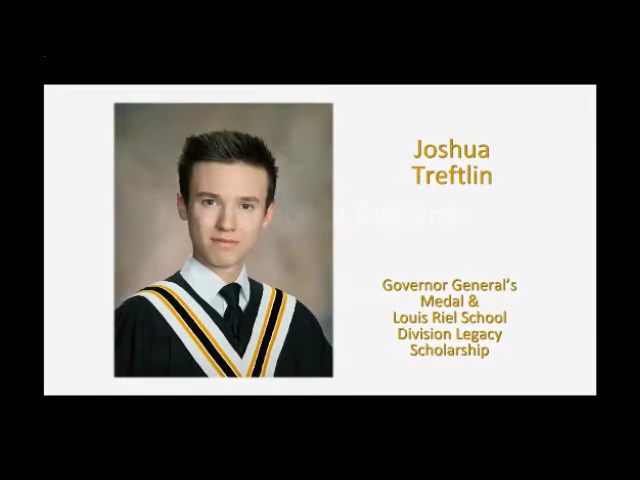 Joshua
Treftlin
Governor General's
Medal &
Louis Riel School
Division Legacy
Scholarship